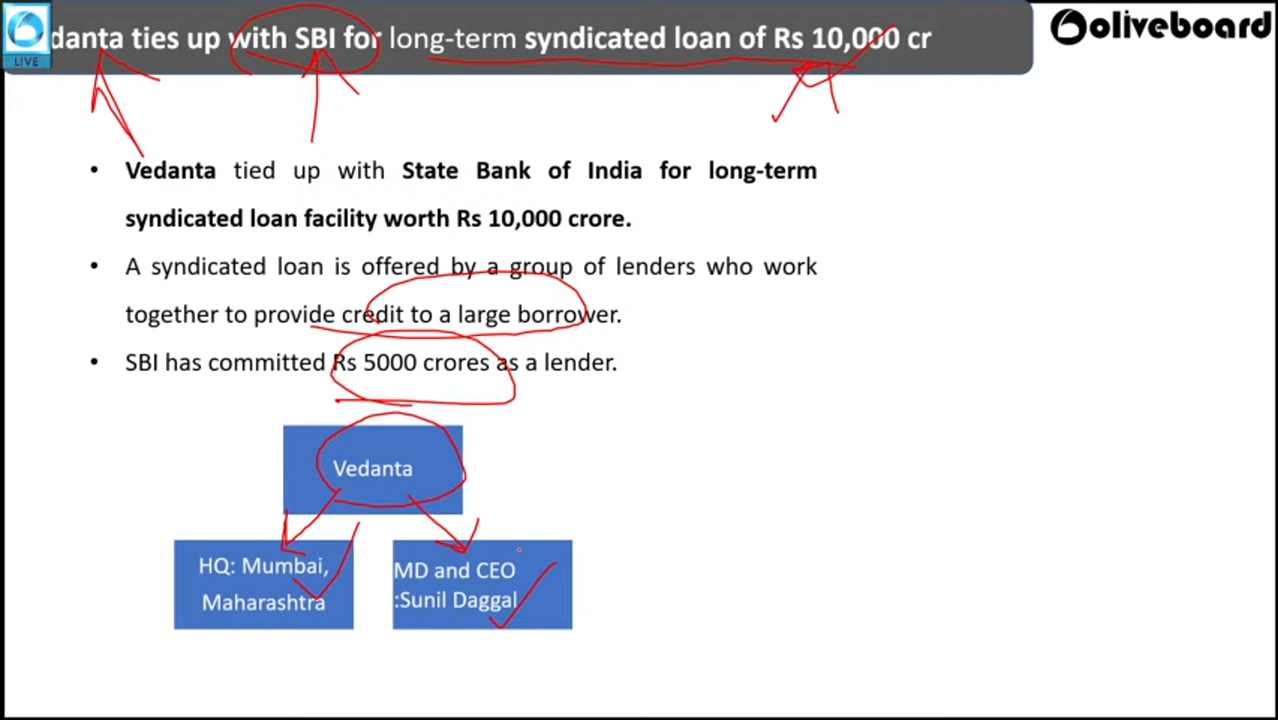 danta ties up with SBI for long-term syndicated loan of Rs 10,000 cr
oliveboard
LIVE
• Vedanta tied up with State Bank of India for long-term
syndicated loan facility worth Rs 10,000 crore.
• A syndicated loan is offered by a group of lenders who work
together to provide credit to a large borrower.
• SBI has committed Rs 5000 crores as a lender.
Vedanta
HQ: Mumbai,
Maharashtra
MD and CEO
:Sunil Daggal